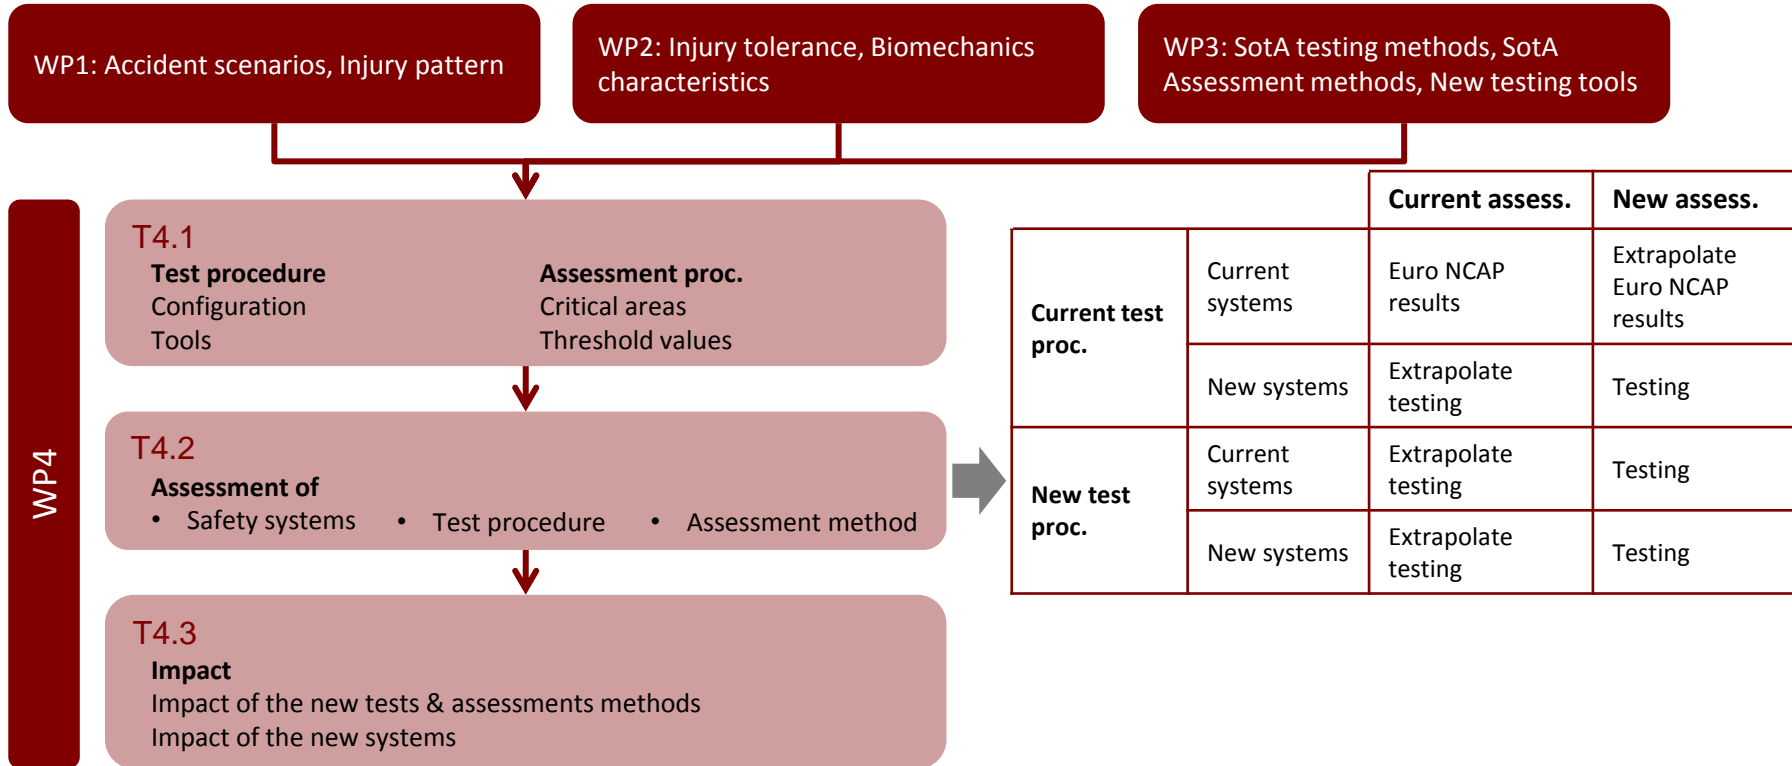 WP1: Accident scenarios, Injury pattern
WP2: Injury tolerance, Biomechanics
characteristics
WP3: SotA testing methods, SotA
Assessment methods, New testing tools
WP4
T4.1
Test procedure
Configuration
Tools
Assessment proc.
Critical areas
Threshold values
T4.2
Assessment of
• Safety systems • Test procedure • Assessment method
T4.3
Impact
Impact of the new tests & assessments methods
Impact of the new systems
Current assess. New assess.
Current test
proc.
Current
systems
Euro NCAP
results
Extrapolate
Euro NCAP
results
New systems
Extrapolate
testing
Testing
New test
proc.
Current
systems
Extrapolate
testing
Testing
New systems
Extrapolate
testing
Testing